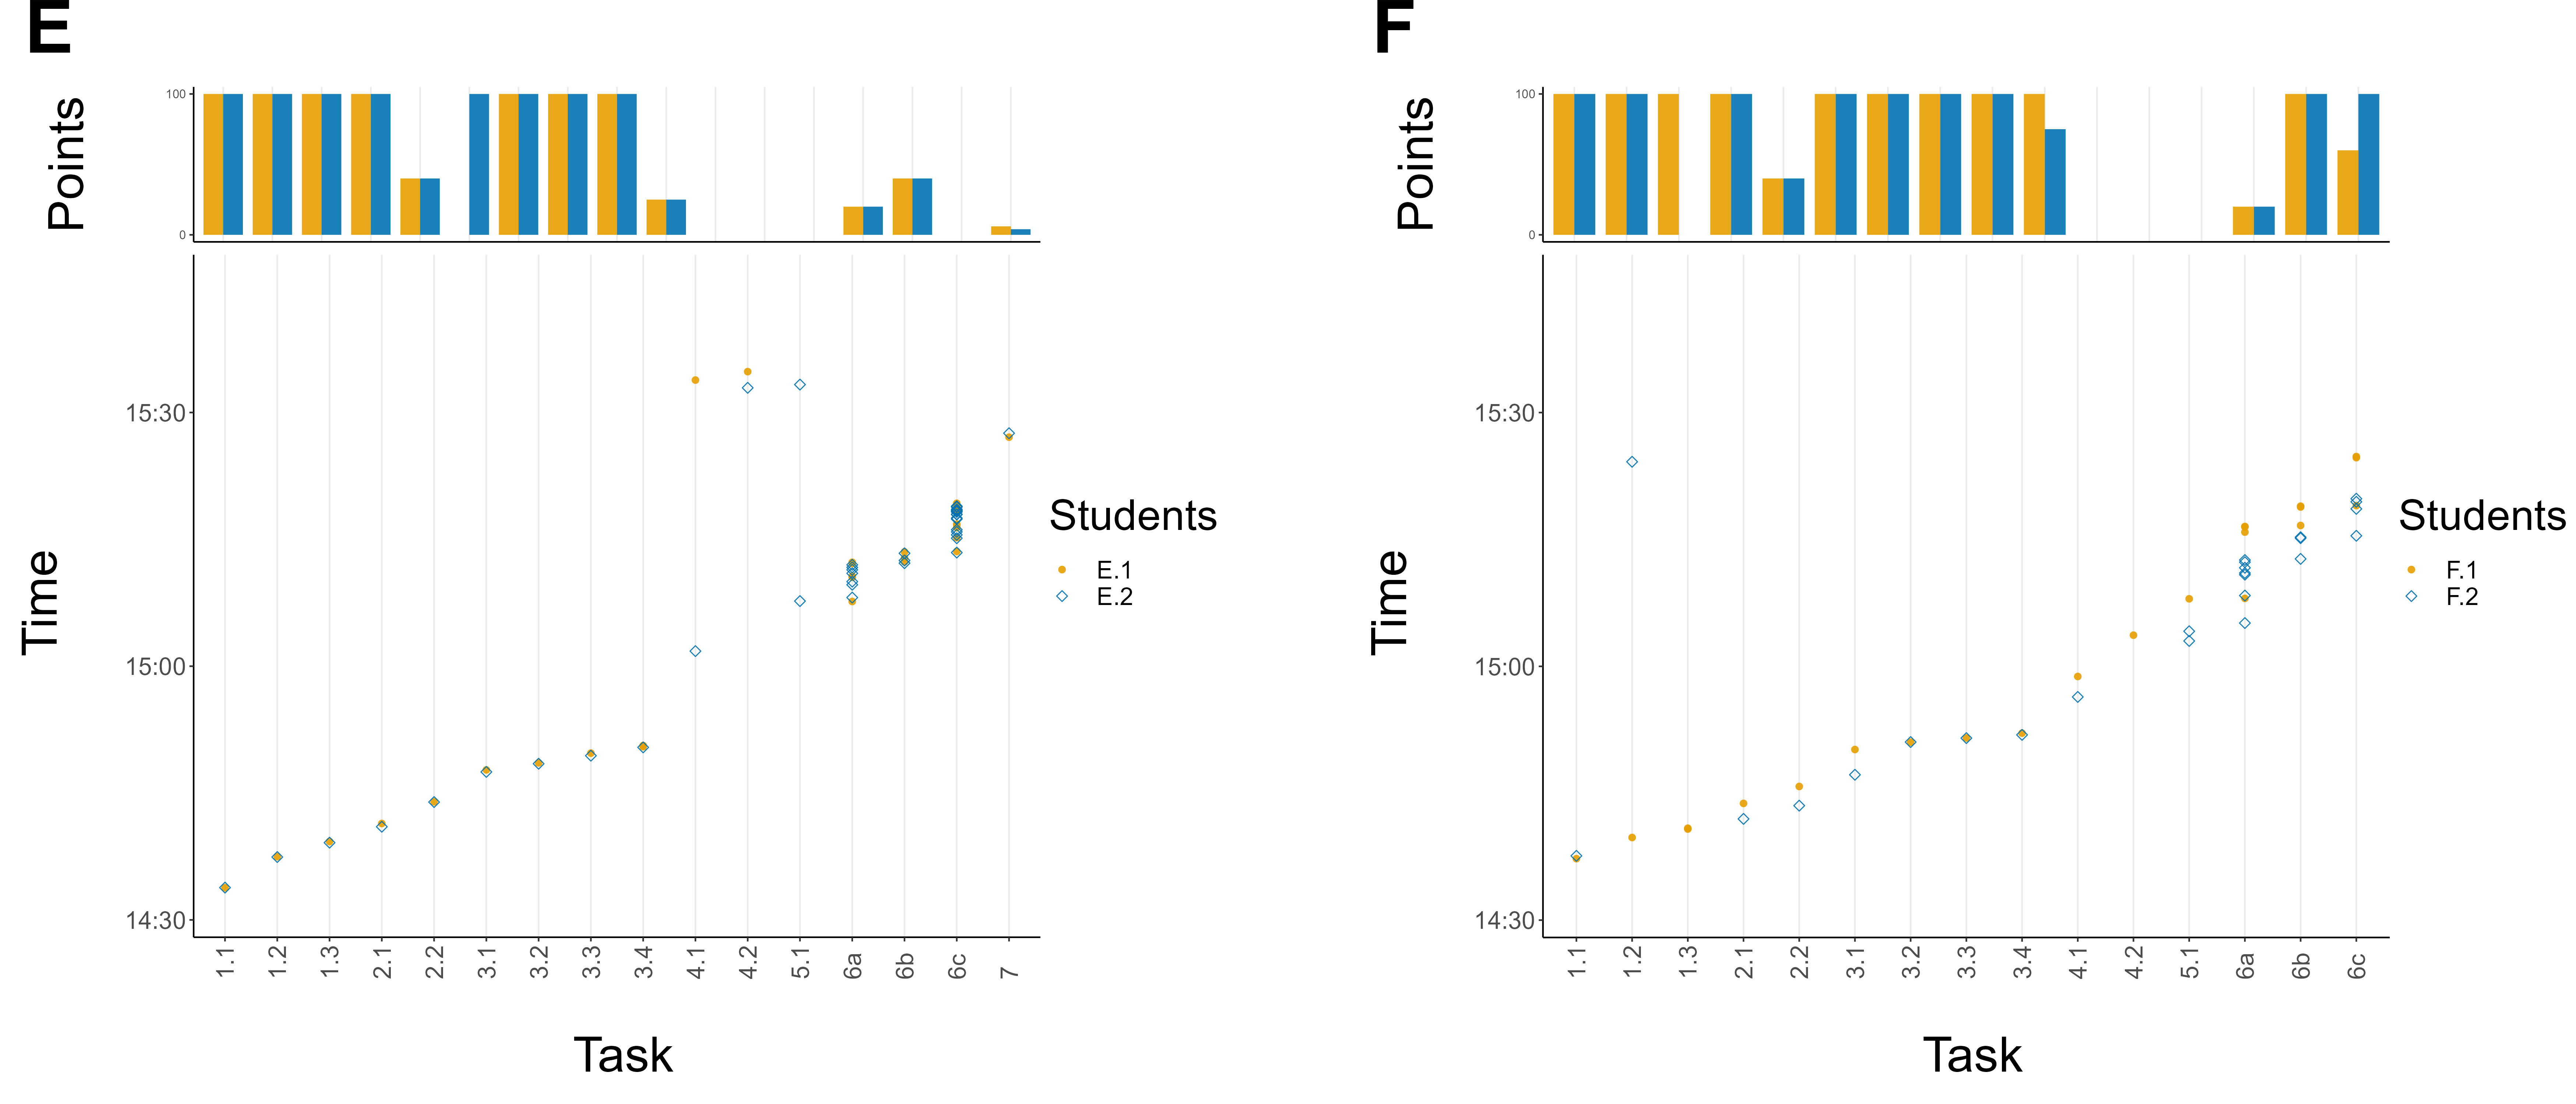 E
Points
100
0
Time
15:30
15:00
14:30
1.1 1.2 1.3 2.1 2.2 3.1 3.2 3.3 3.4 4.1 4.2 5.1 6a 6b 6c 7
Task
Students
E.1
E.2
F
Points
100
0
Time
15:30
15:00
14:30
1.1 1.2 1.3 2.1 2.2 3.1 3.2 3.3 3.4 4.1 4.2 5.1 6a 6b 6c
Task
Students
F.1
F.2